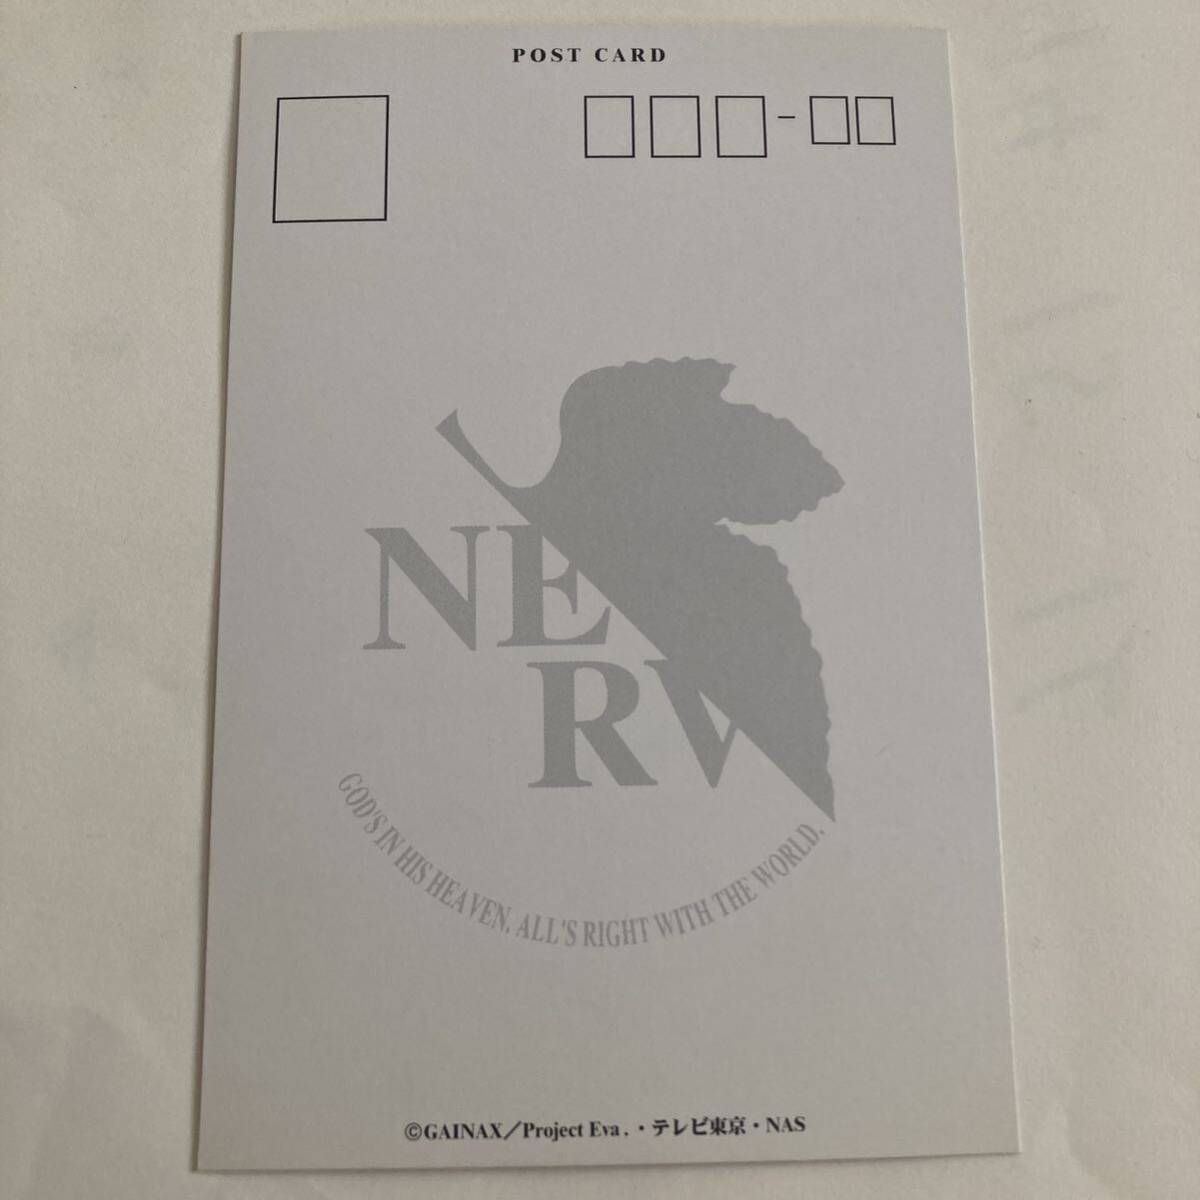 POST CARD
NERV
GOD'S IN HIS HEAVEN, ALL'S RIGHT WITH THE WORLD.
©GAINAX／Project Eva.・テレビ東京・NAS